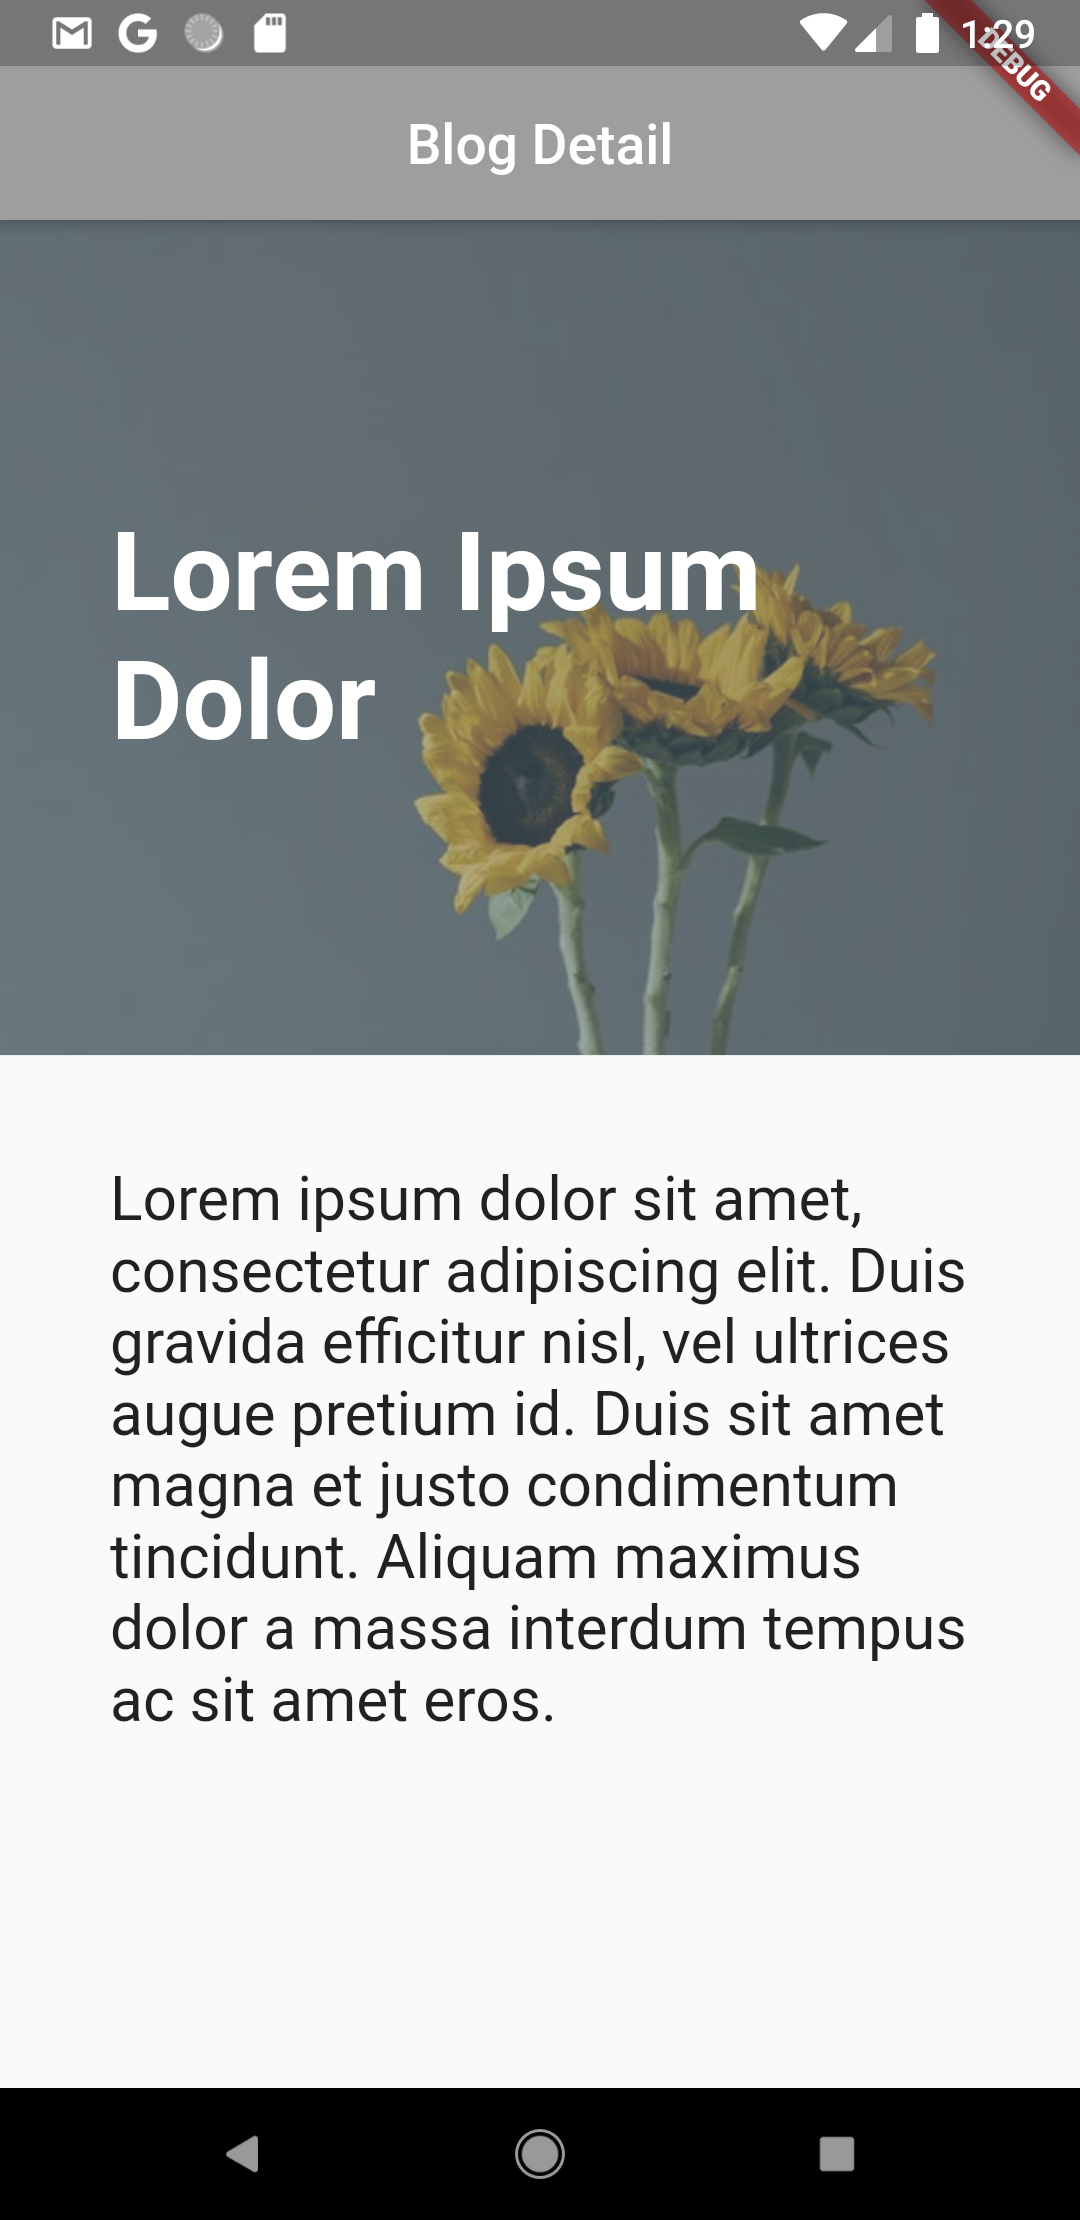 1:29
DEBUG
Blog Detail
Lorem Ipsum
Dolor
Lorem ipsum dolor sit amet,
consectetur adipiscing elit. Duis
gravida efficitur nisl, vel ultrices
augue pretium id. Duis sit amet
magna et justo condimentum
tincidunt. Aliquam maximus
dolor a massa interdum tempus
ac sit amet eros.